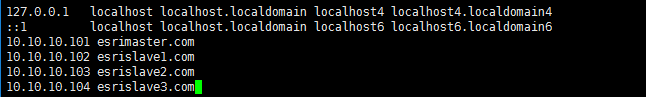 127.0.0.1   localhost localhost.localdomain localhost4 localhost4.localdomain4
::1         localhost localhost.localdomain localhost6 localhost6.localdomain6
10.10.10.101 esrimaster.com
10.10.10.102 esrislave1.com
10.10.10.103 esrislave2.com
10.10.10.104 esrislave3.com